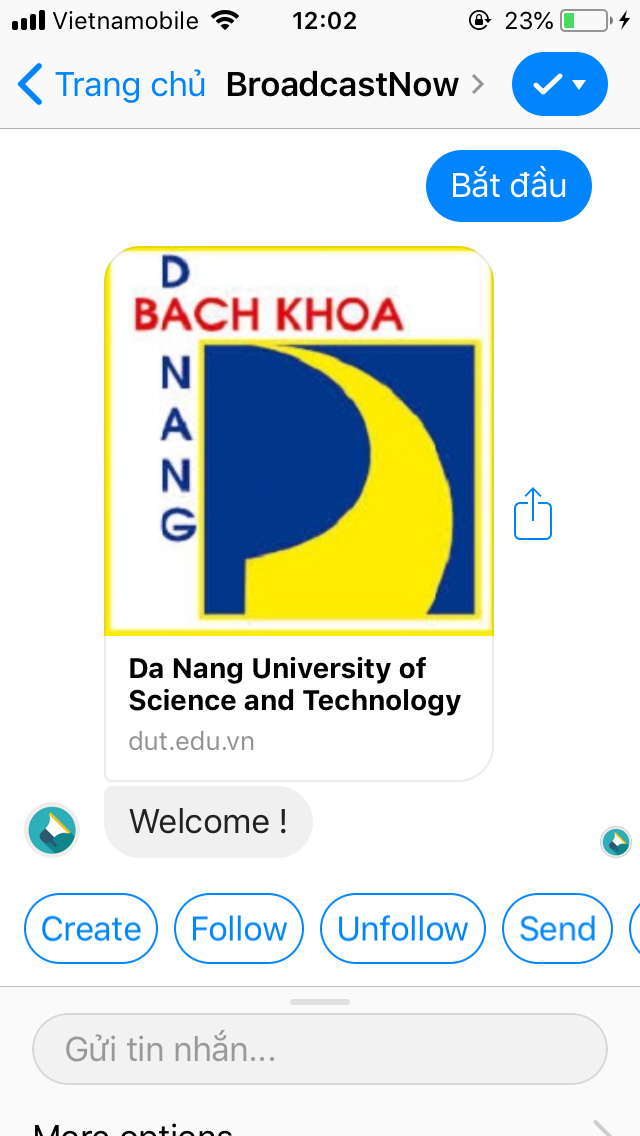 Vietnamobile 12:02 23%
Trang chủ BroadcastNow
Bắt đầu
D
BACH KHOA
N
A
N
G
Da Nang University of
Science and Technology
dut.edu.vn
Welcome !
Create Follow Unfollow Send
Gửi tin nhắn...
More options